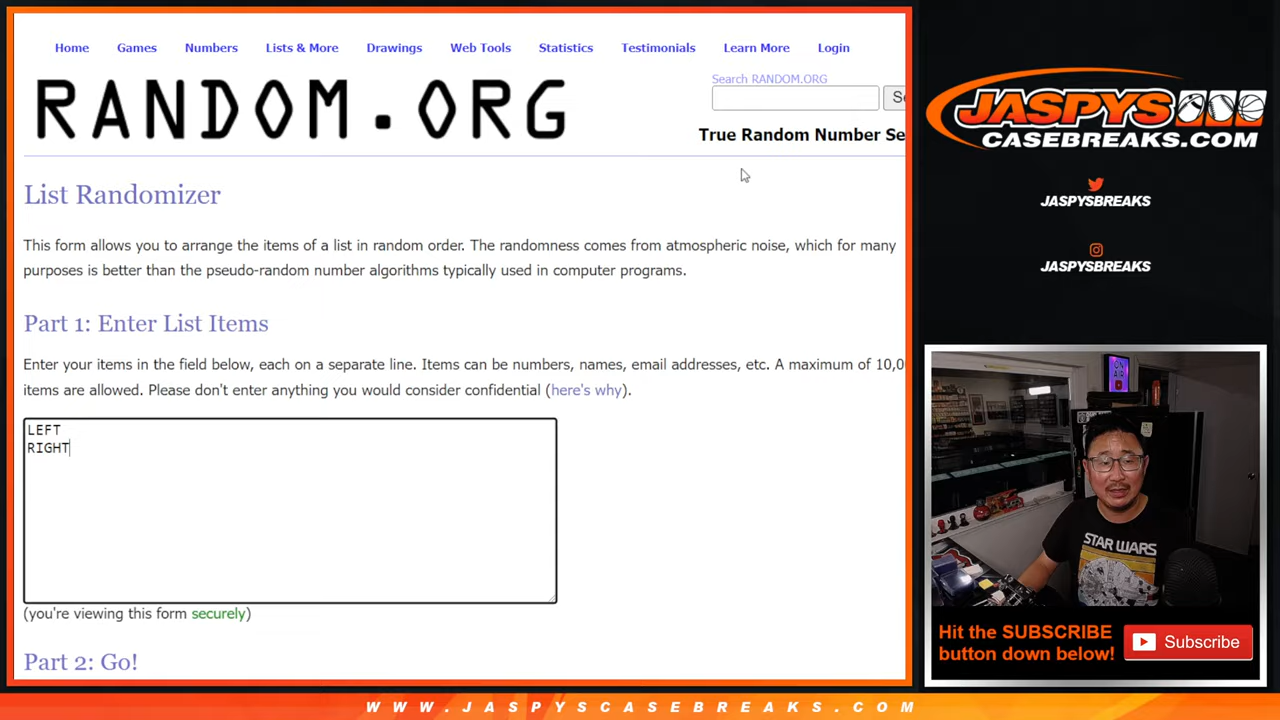 Home Games Numbers Lists & More Drawings Web Tools Statistics Testimonials Learn More Login
Search RANDOM.ORG
RANDOM.ORG
True Random Number Se
List Randomizer
This form allows you to arrange the items of a list in random order. The randomness comes from atmospheric noise, which for many
purposes is better than the pseudo-random number algorithms typically used in computer programs.
Part 1: Enter List Items
Enter your items in the field below, each on a separate line. Items can be numbers, names, email addresses, etc. A maximum of 10,0
items are allowed. Please don't enter anything you would consider confidential (here's why).
LEFT
RIGHT
(you're viewing this form securely)
Part 2: Go!
JASPYS
CASEBREAKS.COM
JASPYSBREAKS
JASPYSBREAKS
ON
AIR
STAR WARS
Hit the SUBSCRIBE
button down below!
Subscribe
WWW.JASPYSCASEBREAKS.COM